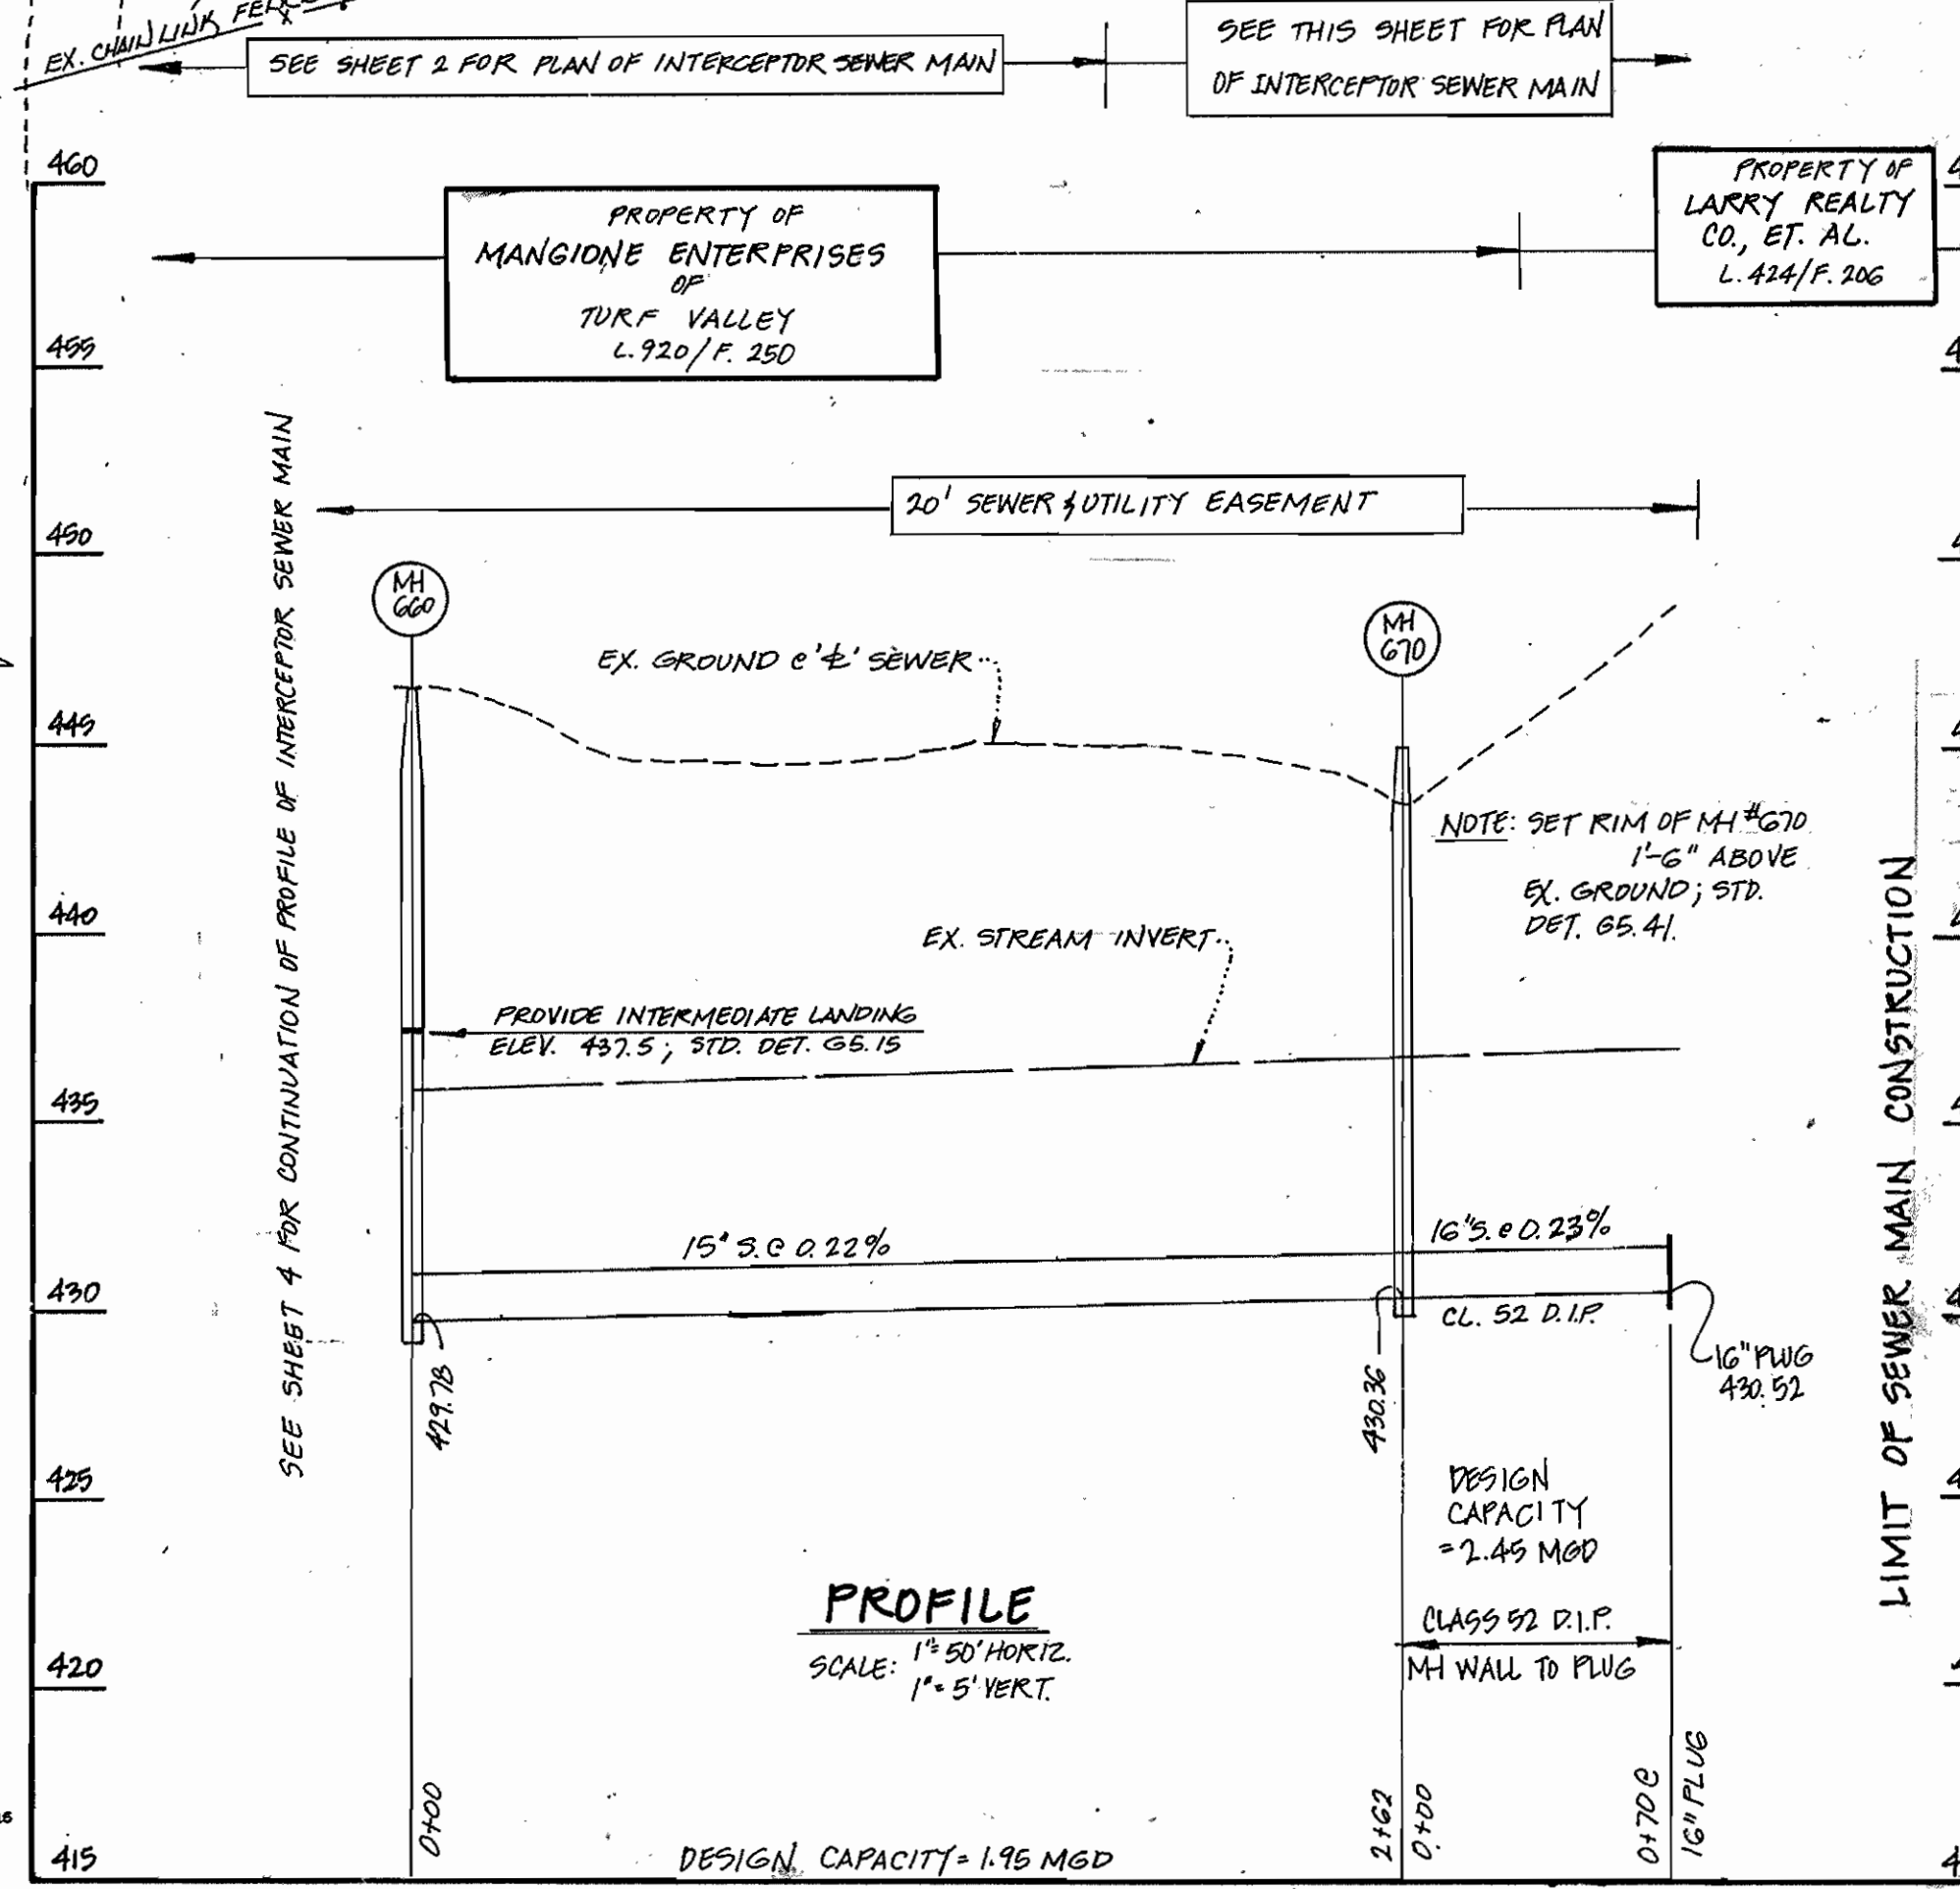 EX. CHAIN LINK
SEE SHEET 2 FOR PLAN OF INTERCEPTOR SEWER MAIN
SEE THIS SHEET FOR PLAN
OF INTERCEPTOR SEWER MAIN
460
PROPERTY OF
MANGIONE ENTERPRISES
OF
TURF VALLEY
L. 920/F. 250
PROPERTY OF
LARRY REALTY
CO., ET. AL.
L. 424/F. 206
455
SEE SHEET 4 FOR CONTINUATION OF PROFILE OF INTERCEPTOR SEWER MAIN
20' SEWER & UTILITY EASEMENT
450
MH
660
MH
670
EX. GROUND @ '℄' SEWER
445
NOTE: SET RIM OF MH #670
1'-6" ABOVE
EX. GROUND; STD.
DET. G5.41.
440
EX. STREAM INVERT
PROVIDE INTERMEDIATE LANDING
ELEV. 437.5; STD. DET. G5.15
435
15" S. @ 0.22%
16" S. @ 0.23%
430
CL. 52 D.I.P.
16" PLUG
430.52
429.78
430.36
LIMIT OF SEWER MAIN CONSTRUCTION
425
DESIGN
CAPACITY
= 2.45 MGD
PROFILE
SCALE: 1"= 50' HORIZ.
1"= 5' VERT.
CLASS 52 D.I.P.
MH WALL TO PLUG
420
0+00
2+62
0+00
0+70 @
16" PLUG
415
DESIGN CAPACITY = 1.95 MGD